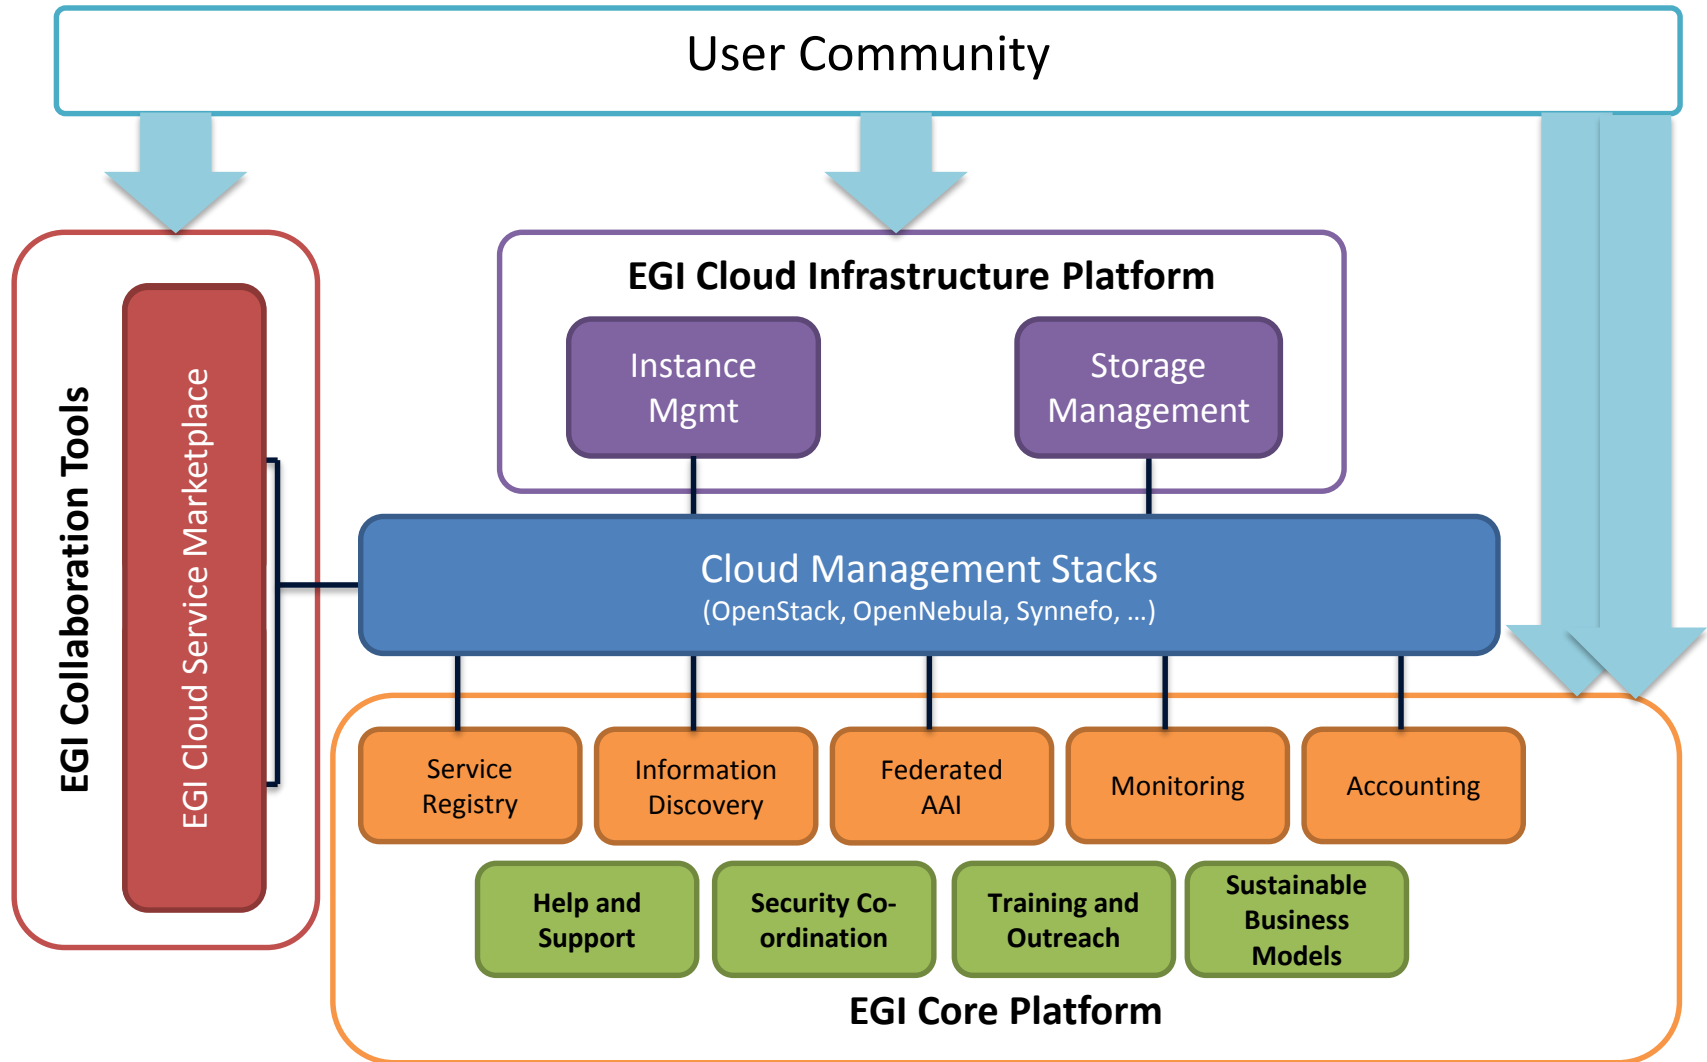 User Community
EGI Collaboration Tools
EGI Cloud Service Marketplace
EGI Cloud Infrastructure Platform
Instance
Mgmt
Storage
Management
Cloud Management Stacks
(OpenStack, OpenNebula, Synnefo, ...)
Service
Registry
Information
Discovery
Federated
AAI
Monitoring
Accounting
Help and
Support
Security Co-
ordination
Training and
Outreach
Sustainable
Business
Models
EGI Core Platform